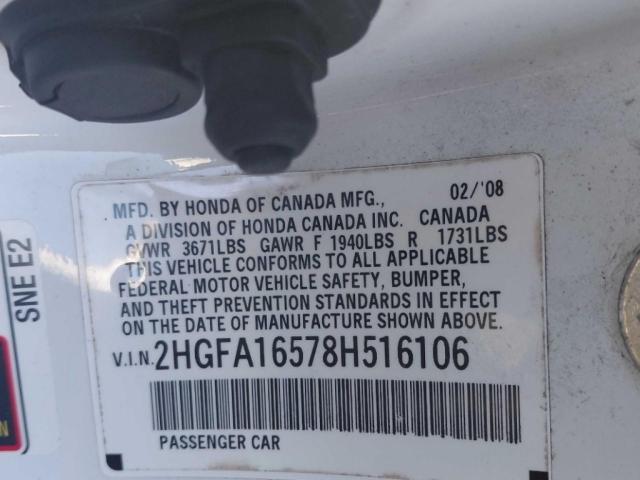 MFD. BY HONDA OF CANADA MFG., 02/'08
A DIVISION OF HONDA CANADA INC. CANADA
GVWR 3671LBS GAWR F 1940LBS R 1731LBS
THIS VEHICLE CONFORMS TO ALL APPLICABLE
FEDERAL MOTOR VEHICLE SAFETY, BUMPER,
AND THEFT PREVENTION STANDARDS IN EFFECT
ON THE DATE OF MANUFACTURE SHOWN ABOVE.
V.I.N. 2HGFA16578H516106
PASSENGER CAR
SNE E2